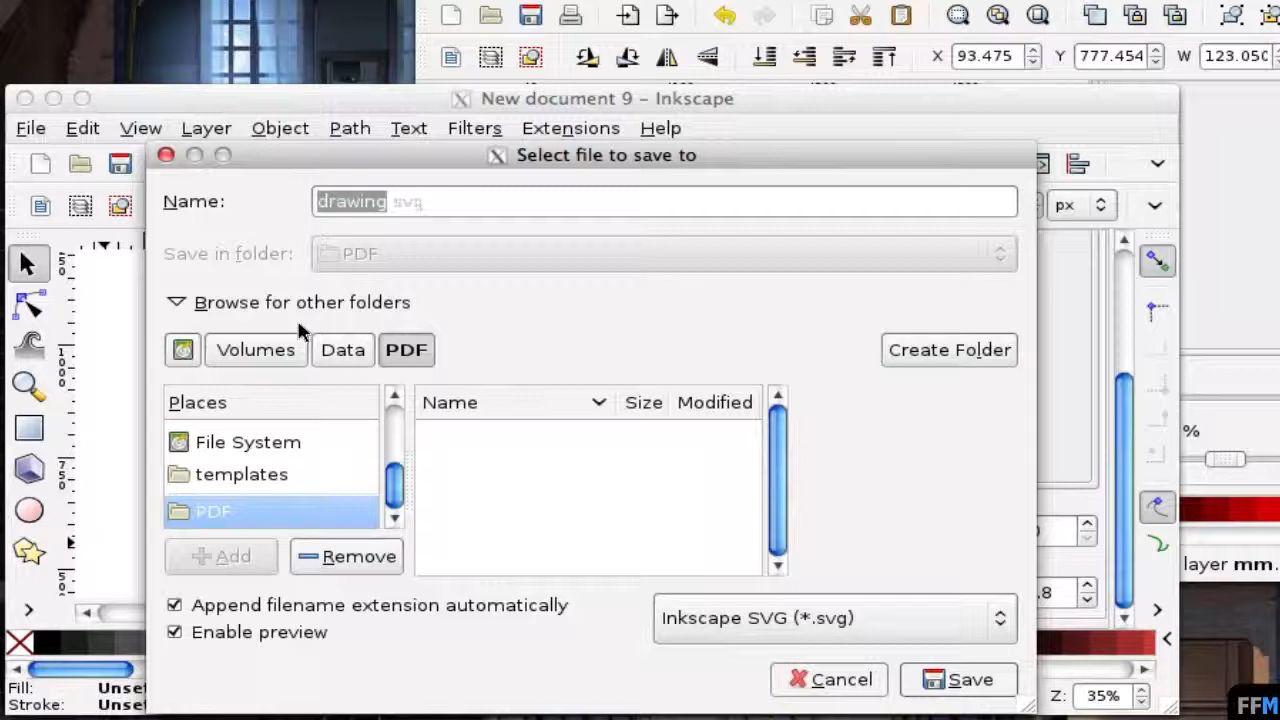 X 93.475 Y 777.454 W 123.050
New document 9 - Inkscape
File Edit View Layer Object Path Text Filters Extensions Help
Select file to save to
Name: drawing.svg
px
Save in folder: PDF
Browse for other folders
Volumes Data PDF Create Folder
Places Name Size Modified
File System
templates
PDF
%
Add Remove
layer mm.
Append filename extension automatically
Inkscape SVG (*.svg)
Enable preview
Cancel Save
Fill: Unset
Stroke: Unset
Z: 35%
FFM